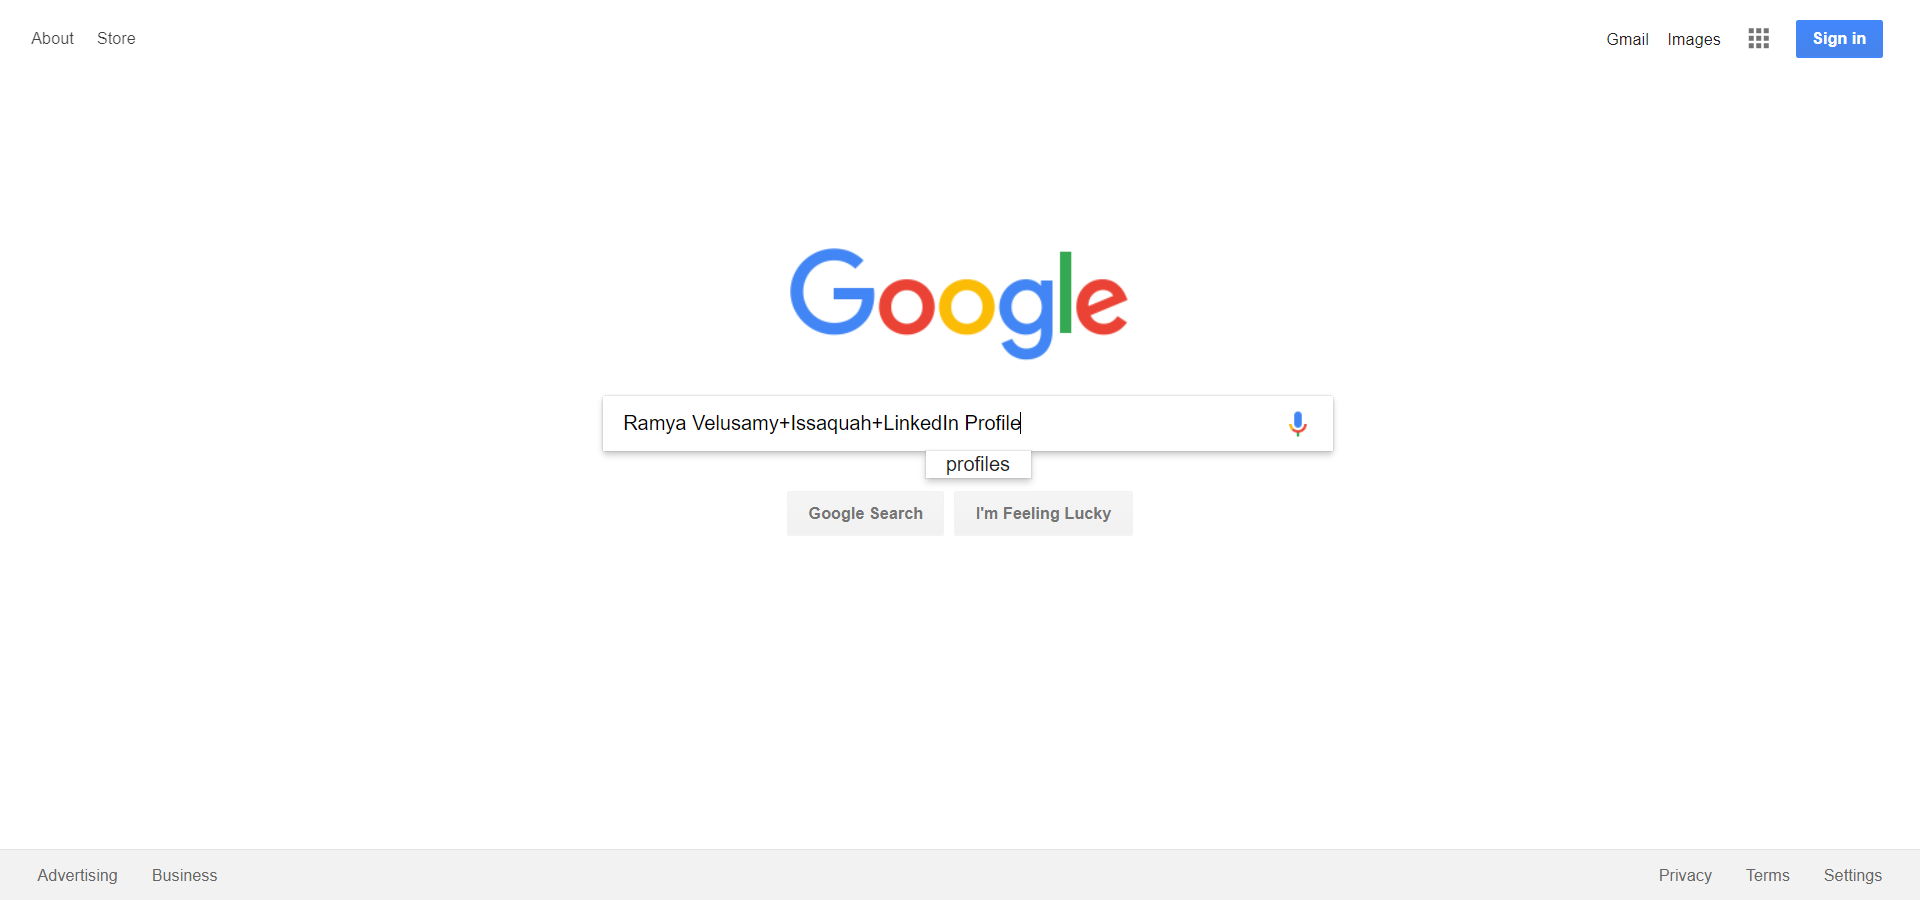 About Store
Gmail Images Sign in
Google
Ramya Velusamy+Issaquah+LinkedIn Profile
profiles
Google Search I'm Feeling Lucky
Advertising Business
Privacy Terms Settings